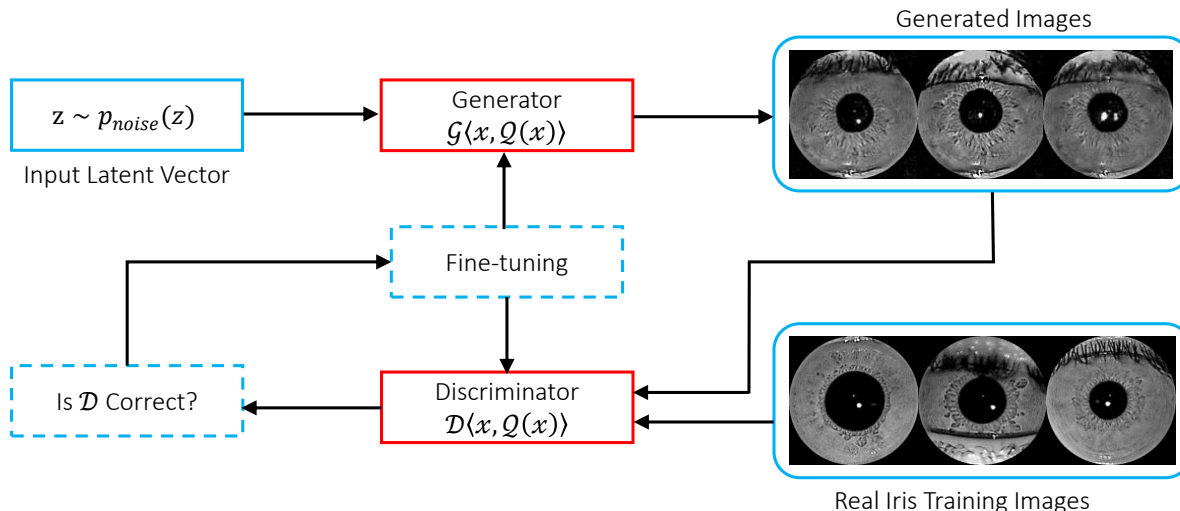 Generated Images
z ~ p_noise(z)
Input Latent Vector
Generator
𝒢⟨x, 𝒬(x)⟩
Fine-tuning
Is 𝒟 Correct?
Discriminator
𝒟⟨x, 𝒬(x)⟩
Real Iris Training Images